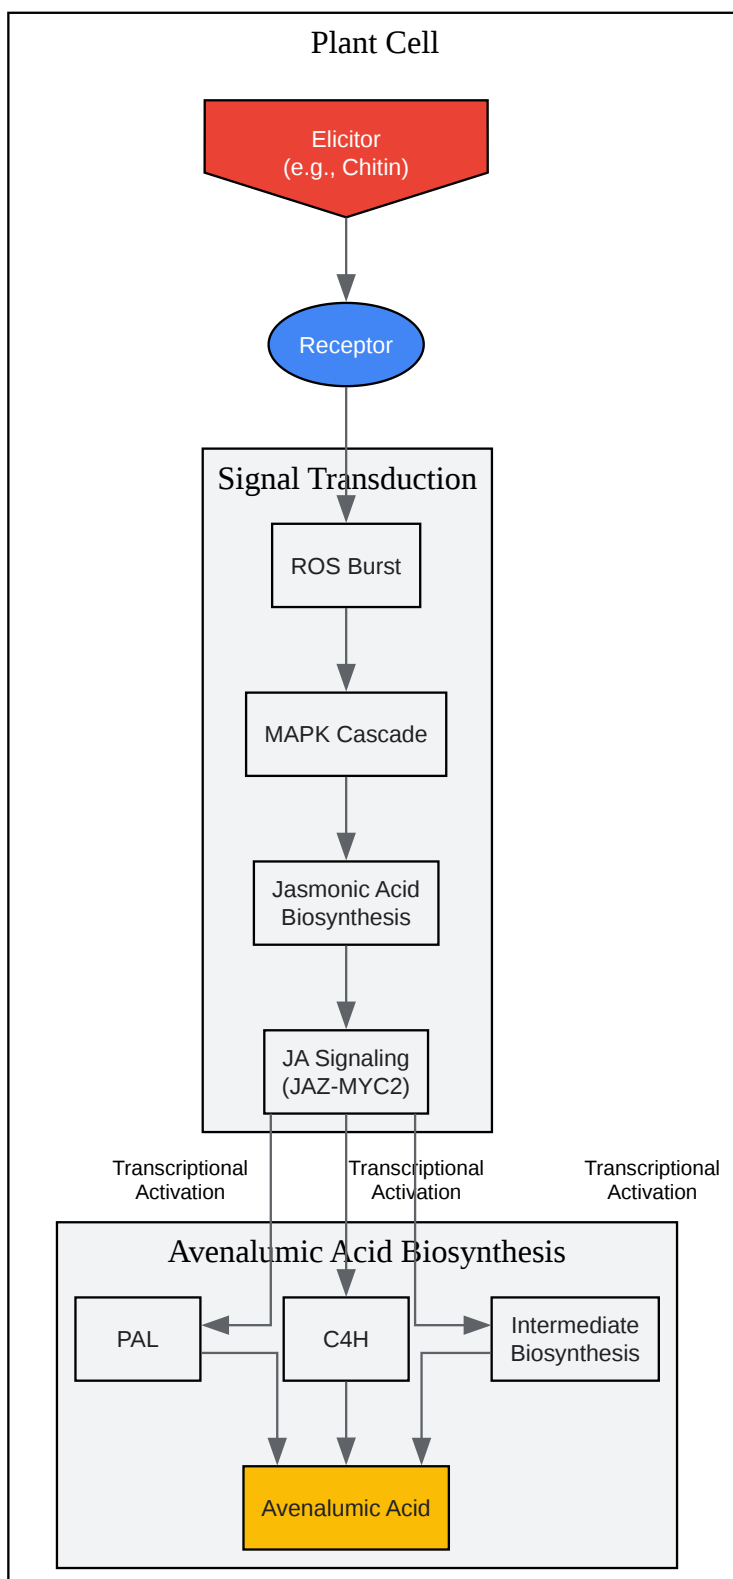 Plant Cell
Elicitor
(e.g., Chitin)
Receptor
Signal Transduction
ROS Burst
MAPK Cascade
Jasmonic Acid
Biosynthesis
JA Signaling
(JAZ-MYC2)
Transcriptional
Activation
Transcriptional
Activation
Transcriptional
Activation
Avenalumic Acid Biosynthesis
PAL
C4H
Intermediate
Biosynthesis
Avenalumic Acid